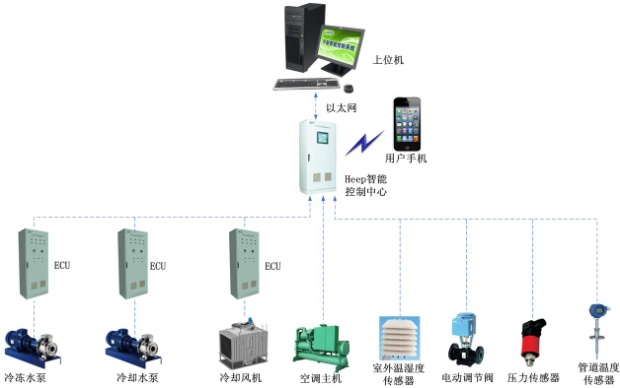 上位机
以太网
用户手机
Heep智能
控制中心
ECU
ECU
ECU
冷冻水泵
冷却水泵
冷却风机
空调主机
室外温湿度
传感器
电动调节阀
压力传感器
管道温度
传感器